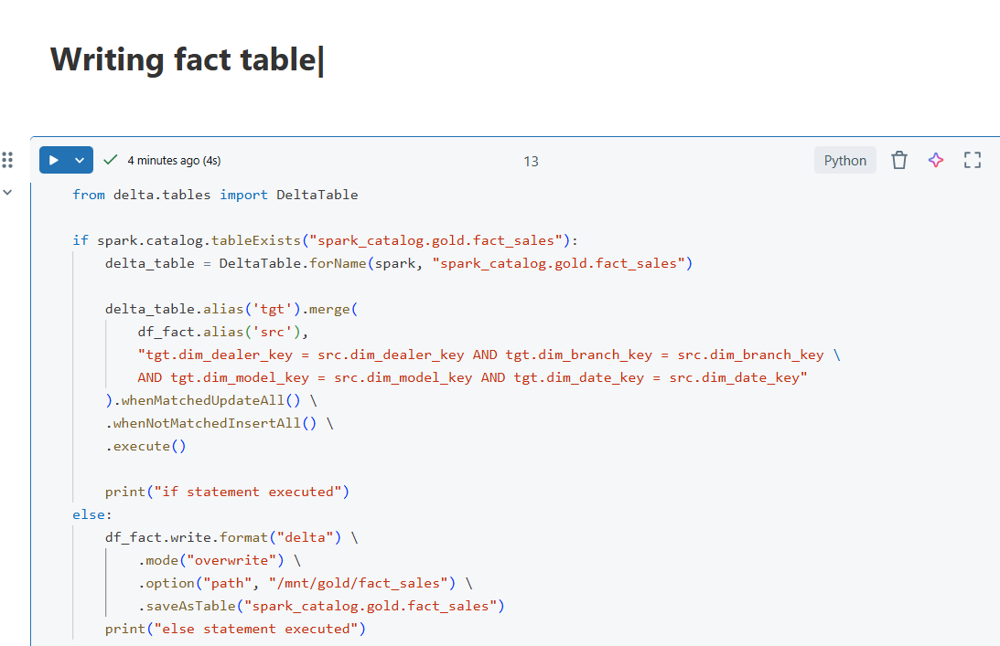 Writing fact table
4 minutes ago (4s)
13
Python
from delta.tables import DeltaTable
if spark.catalog.tableExists("spark_catalog.gold.fact_sales"):
delta_table = DeltaTable.forName(spark, "spark_catalog.gold.fact_sales")
delta_table.alias('tgt').merge(
df_fact.alias('src'),
"tgt.dim_dealer_key = src.dim_dealer_key AND tgt.dim_branch_key = src.dim_branch_key \
AND tgt.dim_model_key = src.dim_model_key AND tgt.dim_date_key = src.dim_date_key"
).whenMatchedUpdateAll() \
.whenNotMatchedInsertAll() \
.execute()
print("if statement executed")
else:
df_fact.write.format("delta") \
.mode("overwrite") \
.option("path", "/mnt/gold/fact_sales") \
.saveAsTable("spark_catalog.gold.fact_sales")
print("else statement executed")